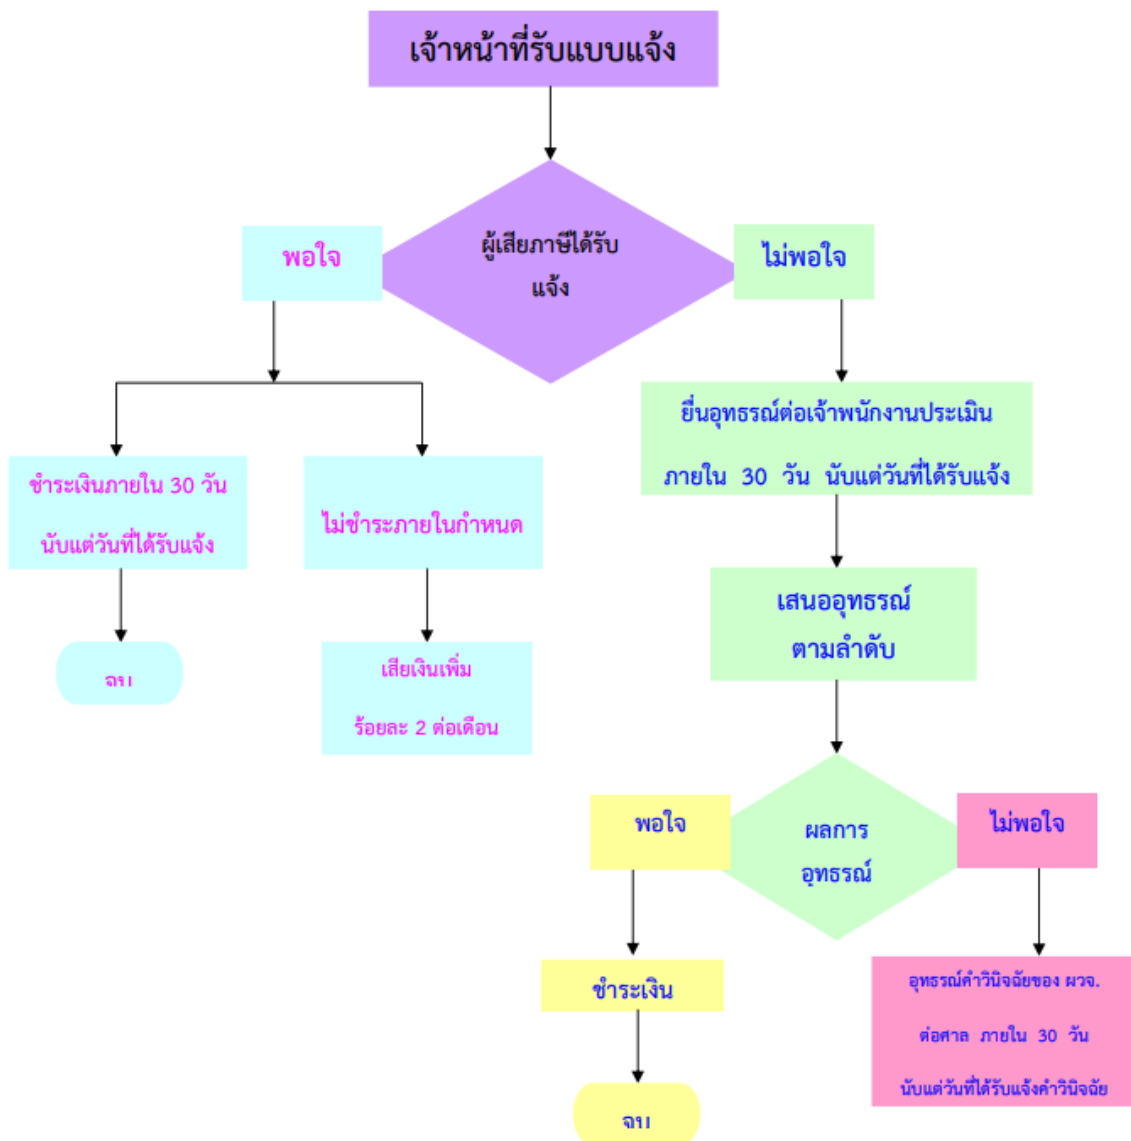 เจ้าหน้าที่รับแบบแจ้ง
ผู้เสียภาษีได้รับ
แจ้ง
พอใจ
ไม่พอใจ
ชำระเงินภายใน 30 วัน
นับแต่วันที่ได้รับแจ้ง
ไม่ชำระภายในกำหนด
ยื่นอุทธรณ์ต่อเจ้าพนักงานประเมิน
ภายใน 30 วัน นับแต่วันที่ได้รับแจ้ง
จบ
เสียเงินเพิ่ม
ร้อยละ 2 ต่อเดือน
เสนออุทธรณ์
ตามลำดับ
พอใจ
ผลการ
อุทธรณ์
ไม่พอใจ
ชำระเงิน
อุทธรณ์คำวินิจฉัยของ ผวจ.
ต่อศาล ภายใน 30 วัน
นับแต่วันที่ได้รับแจ้งคำวินิจฉัย
จบ